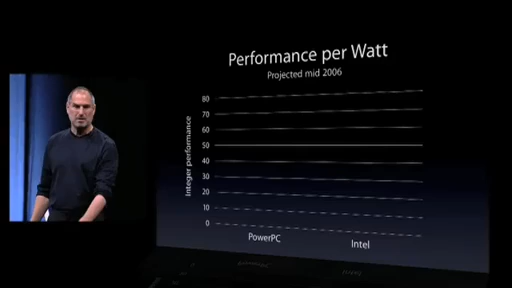 Performance per Watt
Projected mid 2006
Integer performance
80
70
60
50
40
30
20
10
0
PowerPC
Intel